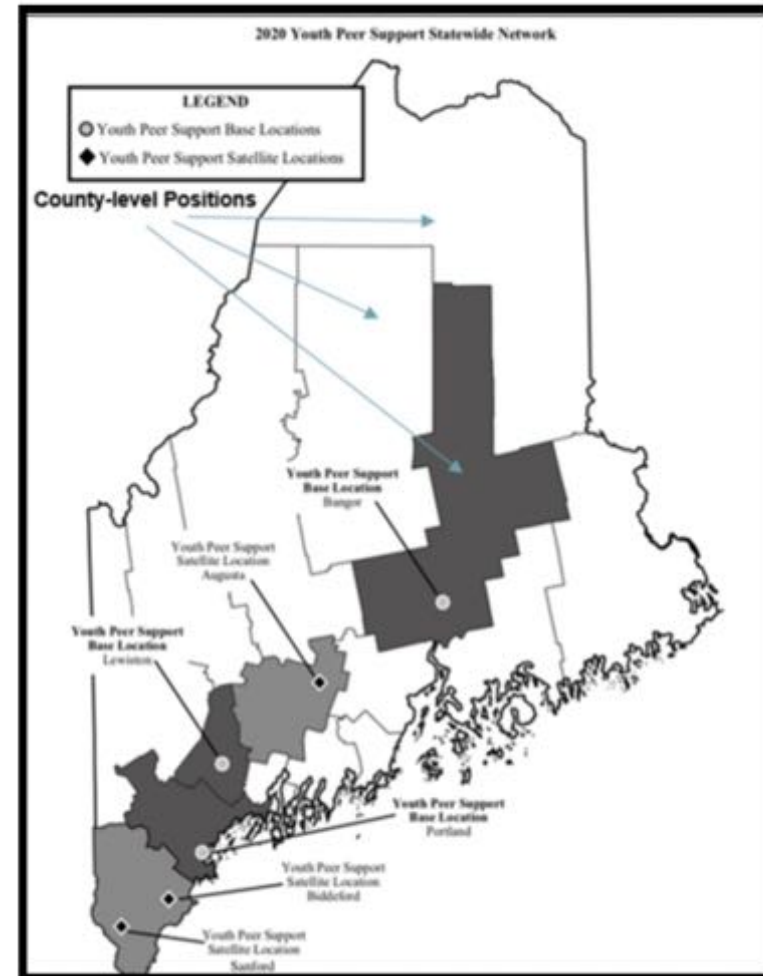 2020 Youth Peer Support Statewide Network
LEGEND
Youth Peer Support Base Locations
Youth Peer Support Satellite Locations
County-level Positions
Youth Peer Support
Base Location
Bangor
Youth Peer Support
Satellite Location
Augusta
Youth Peer Support
Base Location
Lewiston
Youth Peer Support
Base Location
Portland
Youth Peer Support
Satellite Location
Biddeford
Youth Peer Support
Satellite Location
Sanford